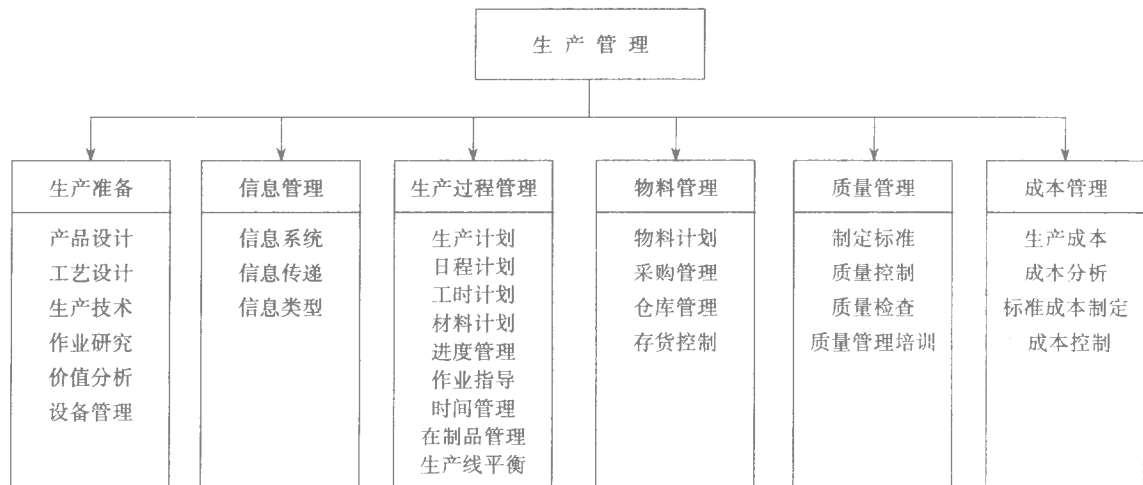 生产管理
生产准备
产品设计
工艺设计
生产技术
作业研究
价值分析
设备管理
信息管理
信息系统
信息传递
信息类型
生产过程管理
生产计划
日程计划
工时计划
材料计划
进度管理
作业指导
时间管理
在制品管理
生产线平衡
物料管理
物料计划
采购管理
仓库管理
存货控制
质量管理
制定标准
质量控制
质量检查
质量管理培训
成本管理
生产成本
成本分析
标准成本制定
成本控制